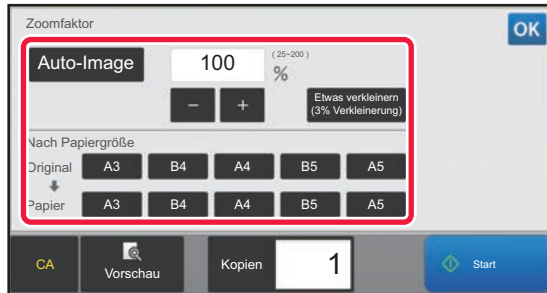 Zoomfaktor
OK
Auto-Image 100 (25~200) %
− + Etwas verkleinern
(3% Verkleinerung)
Nach Papiergröße
Original A3 B4 A4 B5 A5
Papier A3 B4 A4 B5 A5
CA Vorschau Kopien 1 Start